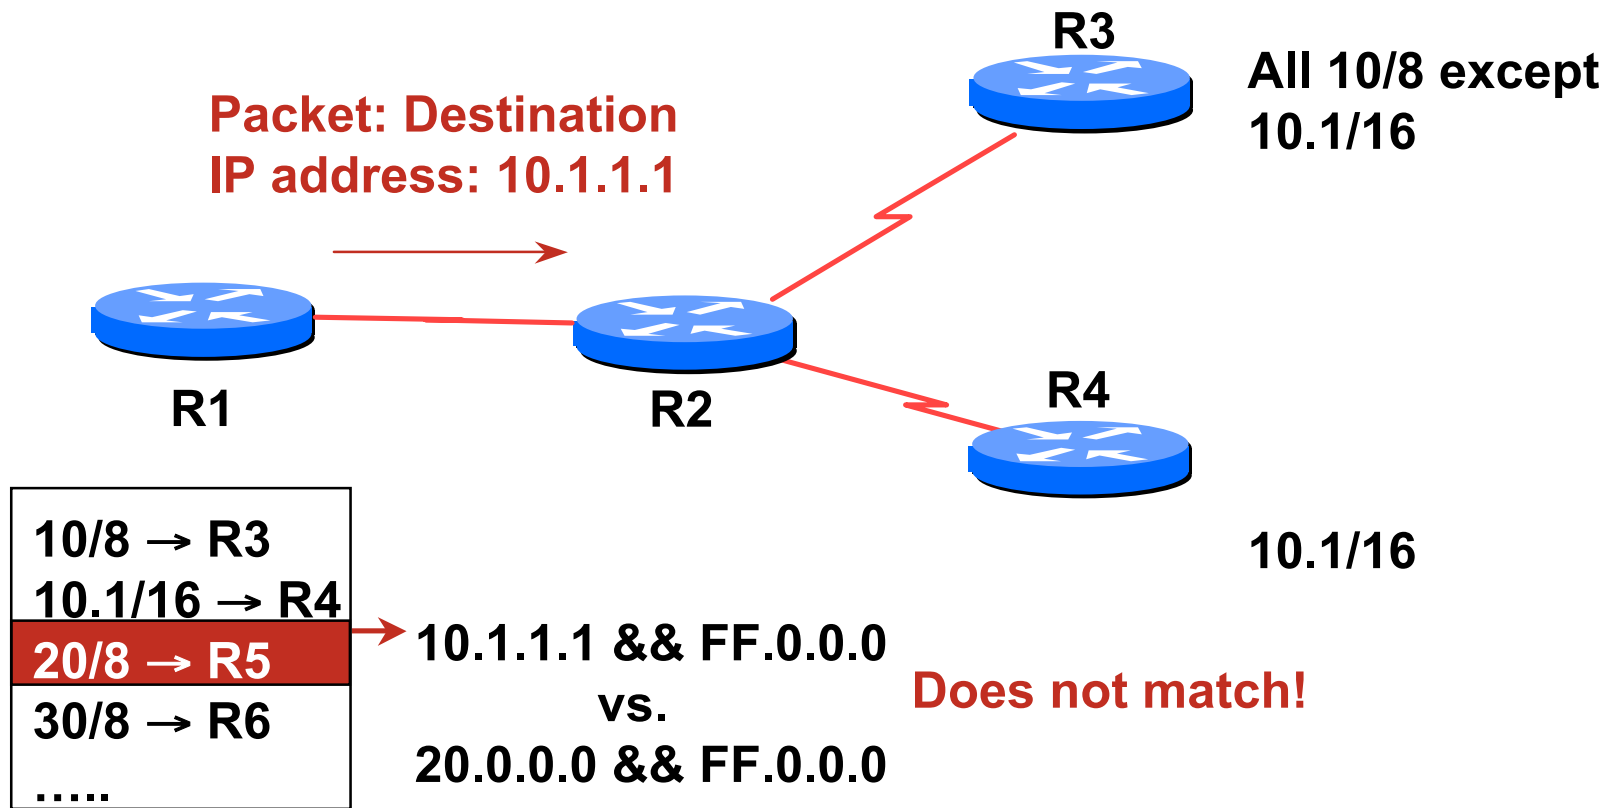 R3
All 10/8 except
10.1/16
Packet: Destination
IP address: 10.1.1.1
R1
R2
R4
10.1/16
10/8 → R3
10.1/16 → R4
20/8 → R5
30/8 → R6
…..
10.1.1.1 && FF.0.0.0
vs.
20.0.0.0 && FF.0.0.0
Does not match!